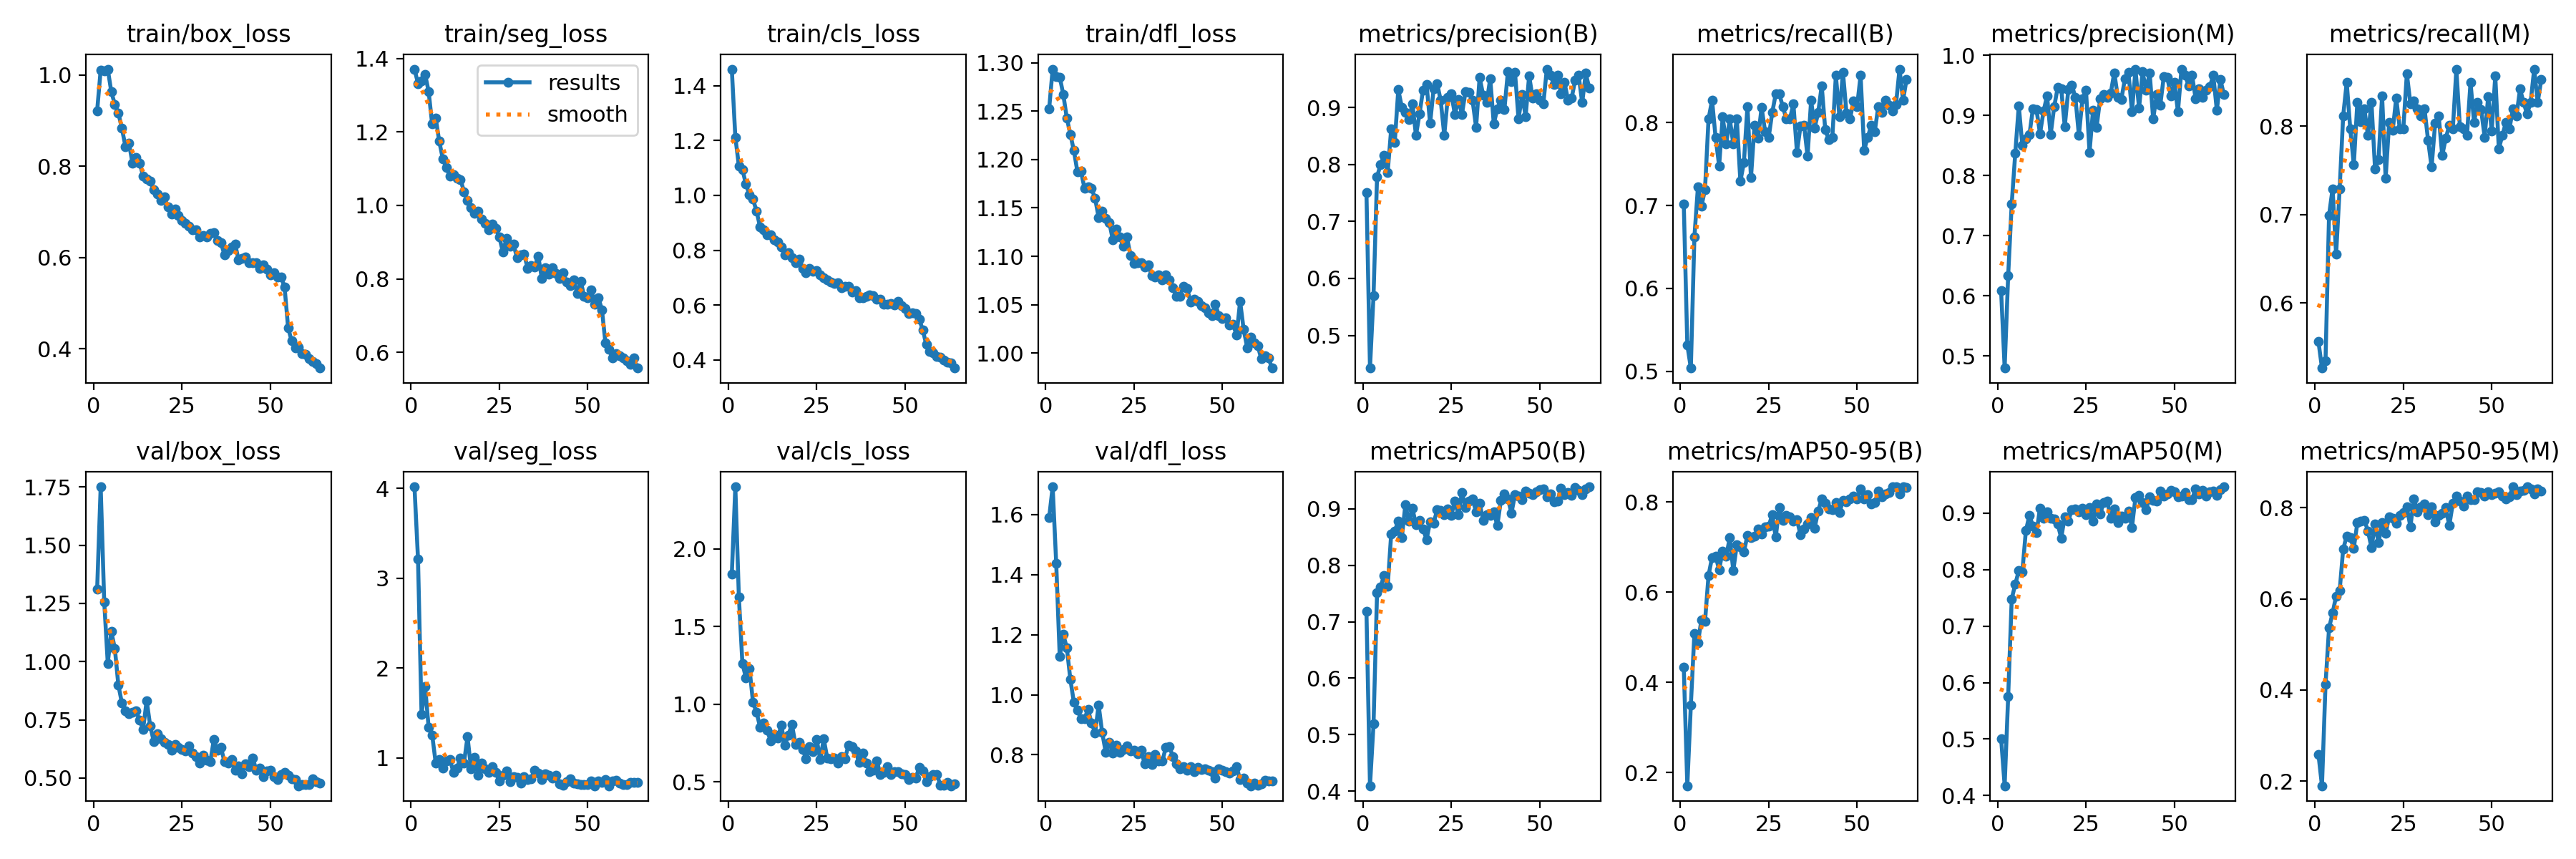 train/box_loss
1.0
0.8
0.6
0.4
0 25 50
train/seg_loss
1.4
1.2
1.0
0.8
0.6
results
smooth
0 25 50
train/cls_loss
1.4
1.2
1.0
0.8
0.6
0.4
0 25 50
train/dfl_loss
1.30
1.25
1.20
1.15
1.10
1.05
1.00
0 25 50
metrics/precision(B)
0.9
0.8
0.7
0.6
0.5
0 25 50
metrics/recall(B)
0.8
0.7
0.6
0.5
0 25 50
metrics/precision(M)
1.0
0.9
0.8
0.7
0.6
0.5
0 25 50
metrics/recall(M)
0.8
0.7
0.6
0 25 50
val/box_loss
1.75
1.50
1.25
1.00
0.75
0.50
0 25 50
val/seg_loss
4
3
2
1
0 25 50
val/cls_loss
2.0
1.5
1.0
0.5
0 25 50
val/dfl_loss
1.6
1.4
1.2
1.0
0.8
0 25 50
metrics/mAP50(B)
0.9
0.8
0.7
0.6
0.5
0.4
0 25 50
metrics/mAP50-95(B)
0.8
0.6
0.4
0.2
0 25 50
metrics/mAP50(M)
0.9
0.8
0.7
0.6
0.5
0.4
0 25 50
metrics/mAP50-95(M)
0.8
0.6
0.4
0.2
0 25 50